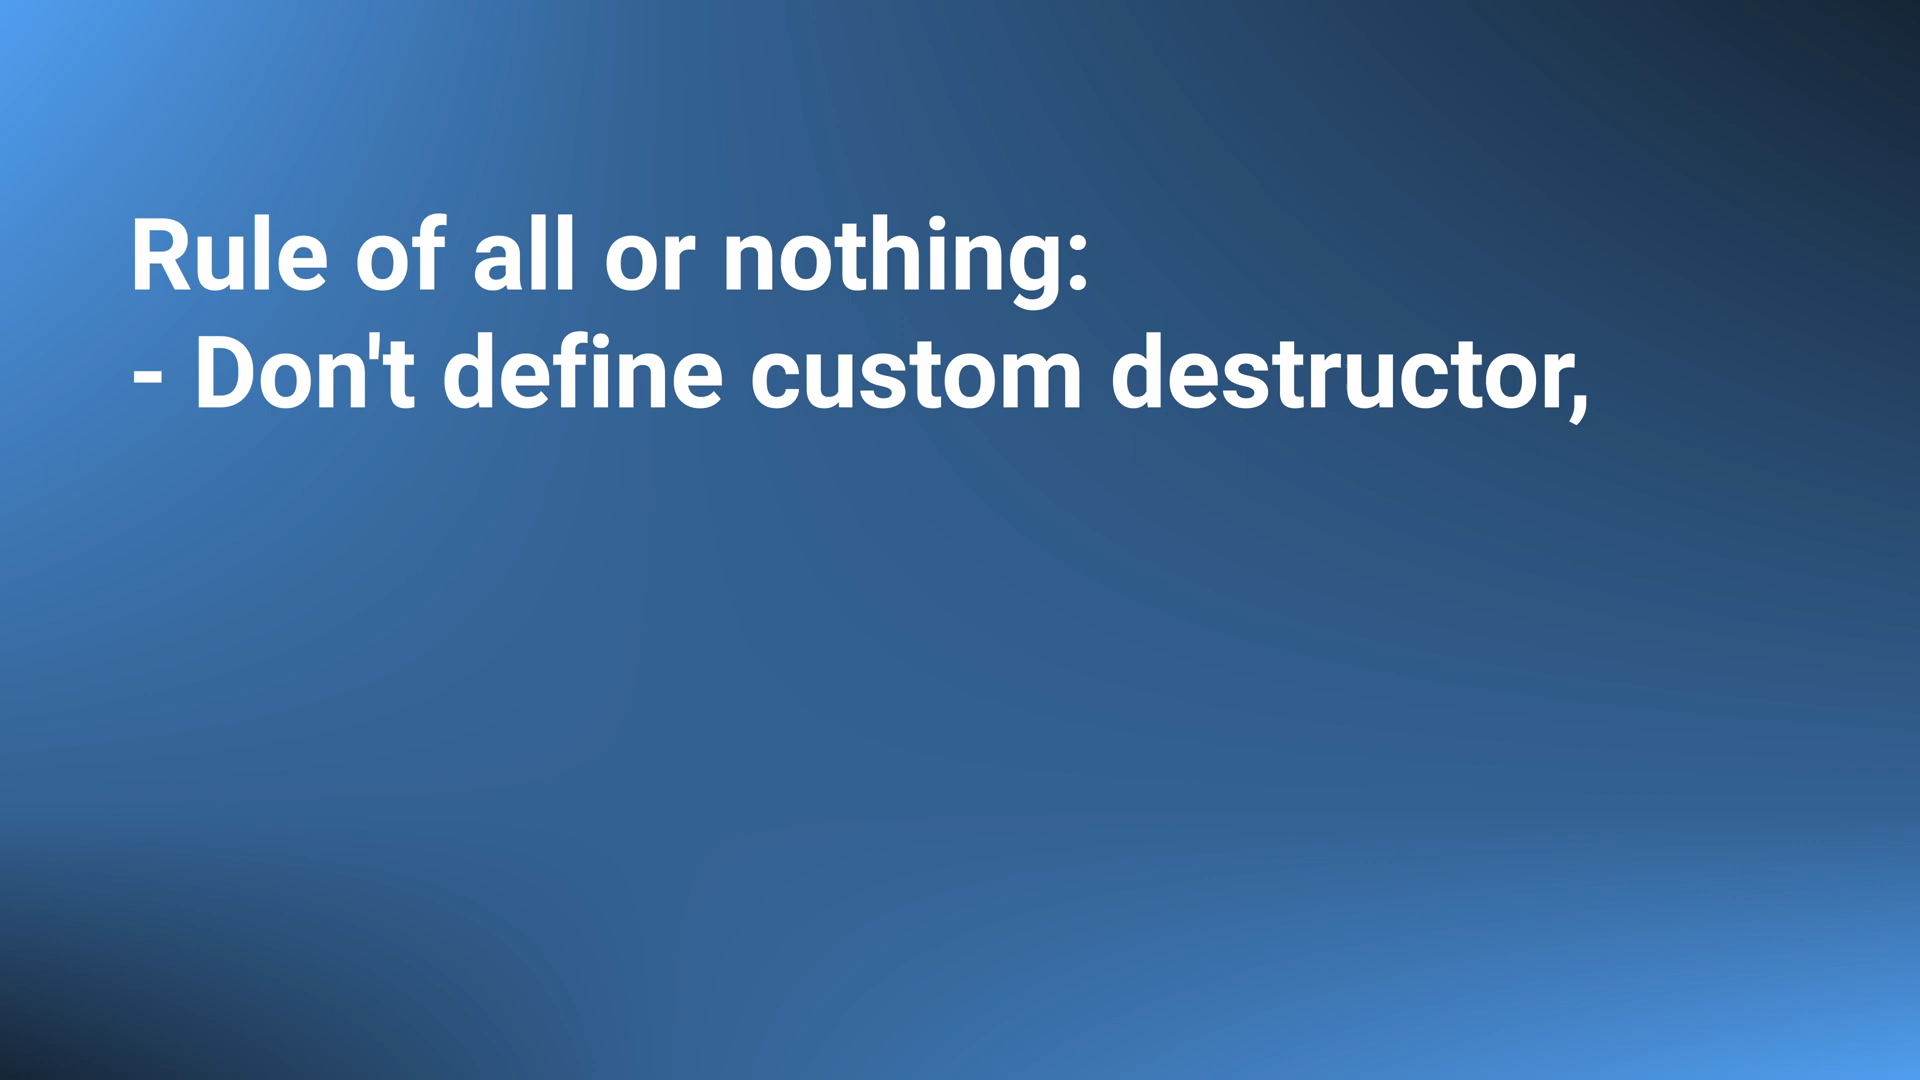 Rule of all or nothing:
- Don't define custom destructor,